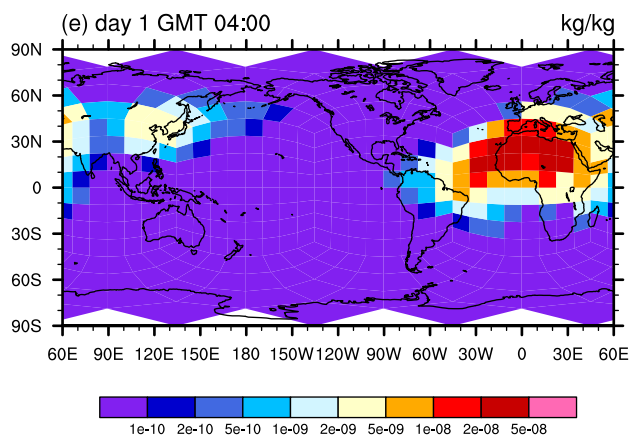 (e) day 1 GMT 04:00 kg/kg
90N
60N
30N
0
30S
60S
90S
60E 90E 120E 150E 180 150W 120W 90W 60W 30W 0 30E 60E
1e-10 2e-10 5e-10 1e-09 2e-09 5e-09 1e-08 2e-08 5e-08